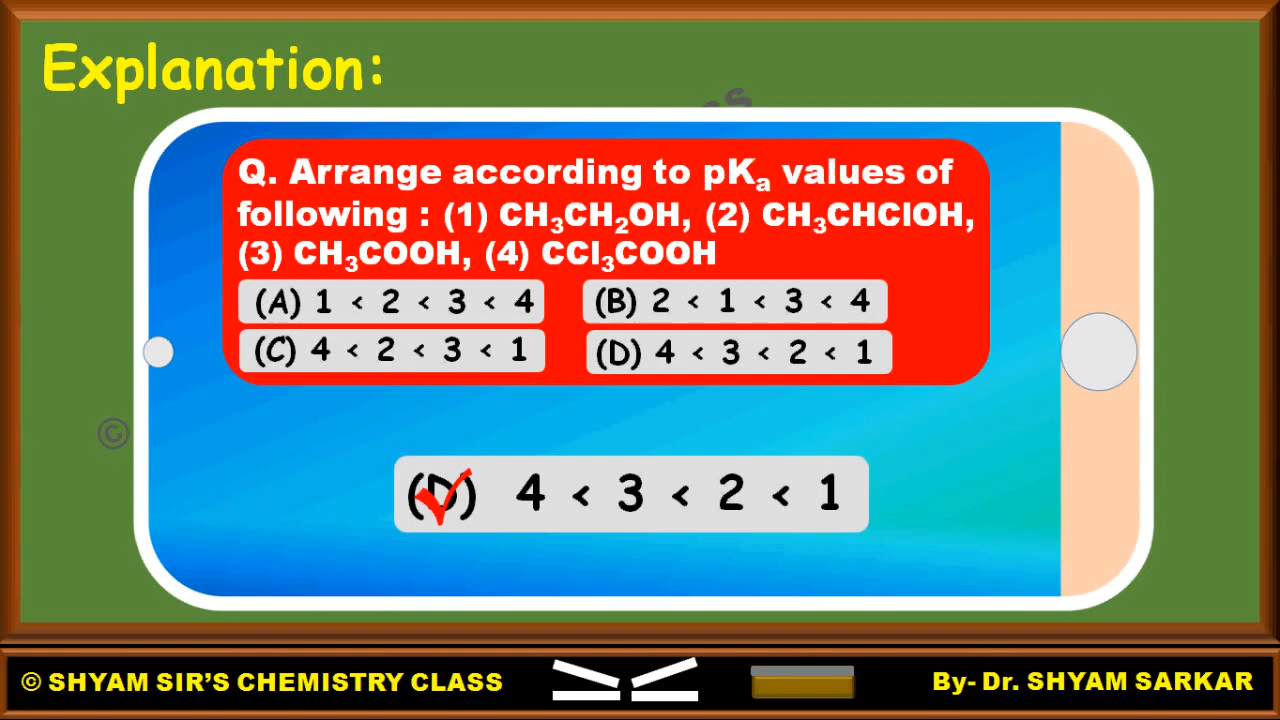 Explanation:
Q. Arrange according to pKₐ values of
following : (1) CH₃CH₂OH, (2) CH₃CHClOH,
(3) CH₃COOH, (4) CCl₃COOH
(A) 1 < 2 < 3 < 4
(B) 2 < 1 < 3 < 4
(C) 4 < 2 < 3 < 1
(D) 4 < 3 < 2 < 1
©
(D) 4 < 3 < 2 < 1
© SHYAM SIR'S CHEMISTRY CLASS
By- Dr. SHYAM SARKAR